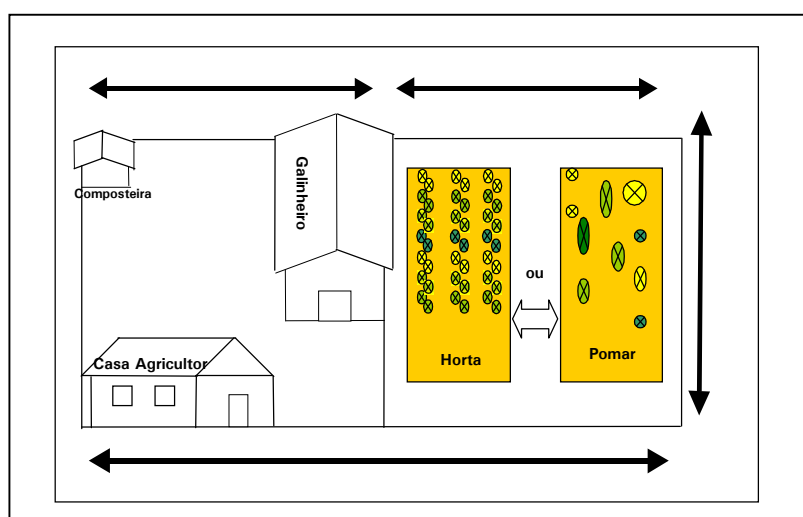 Composteira
Galinheiro
ou
Casa Agricultor
Horta
Pomar